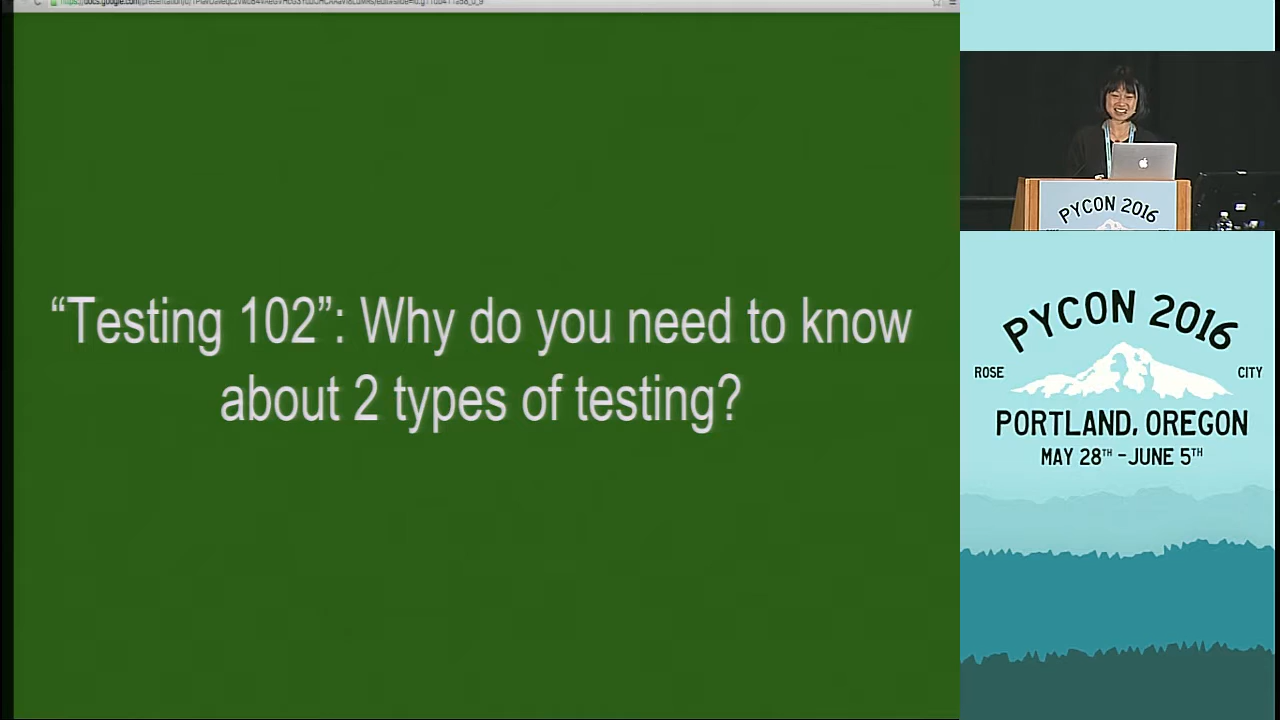 “Testing 102”: Why do you need to know
about 2 types of testing?
PYCON 2016
PYCON 2016
ROSE CITY
PORTLAND, OREGON
MAY 28TH -JUNE 5TH